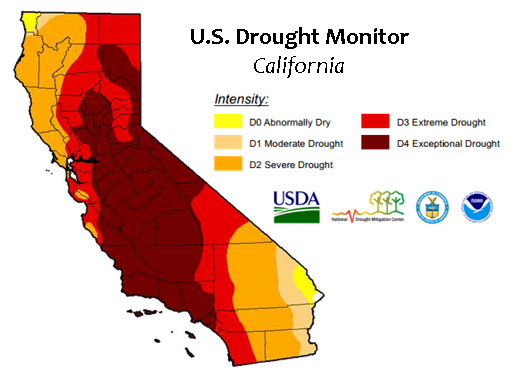 U.S. Drought Monitor
California
Intensity:
D0 Abnormally Dry
D3 Extreme Drought
D1 Moderate Drought
D4 Exceptional Drought
D2 Severe Drought
USDA
National Drought Mitigation Center
NOAA